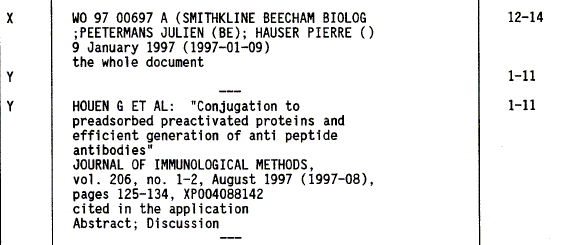 X WO 97 00697 A (SMITHKLINE BEECHAM BIOLOG 12-14
;PEETERMANS JULIEN (BE); HAUSER PIERRE ()
9 January 1997 (1997-01-09)
the whole document
Y 1-11
---
Y HOUEN G ET AL: "Conjugation to 1-11
preadsorbed preactivated proteins and
efficient generation of anti peptide
antibodies"
JOURNAL OF IMMUNOLOGICAL METHODS,
vol. 206, no. 1-2, August 1997 (1997-08),
pages 125-134, XP004088142
cited in the application
Abstract; Discussion
---